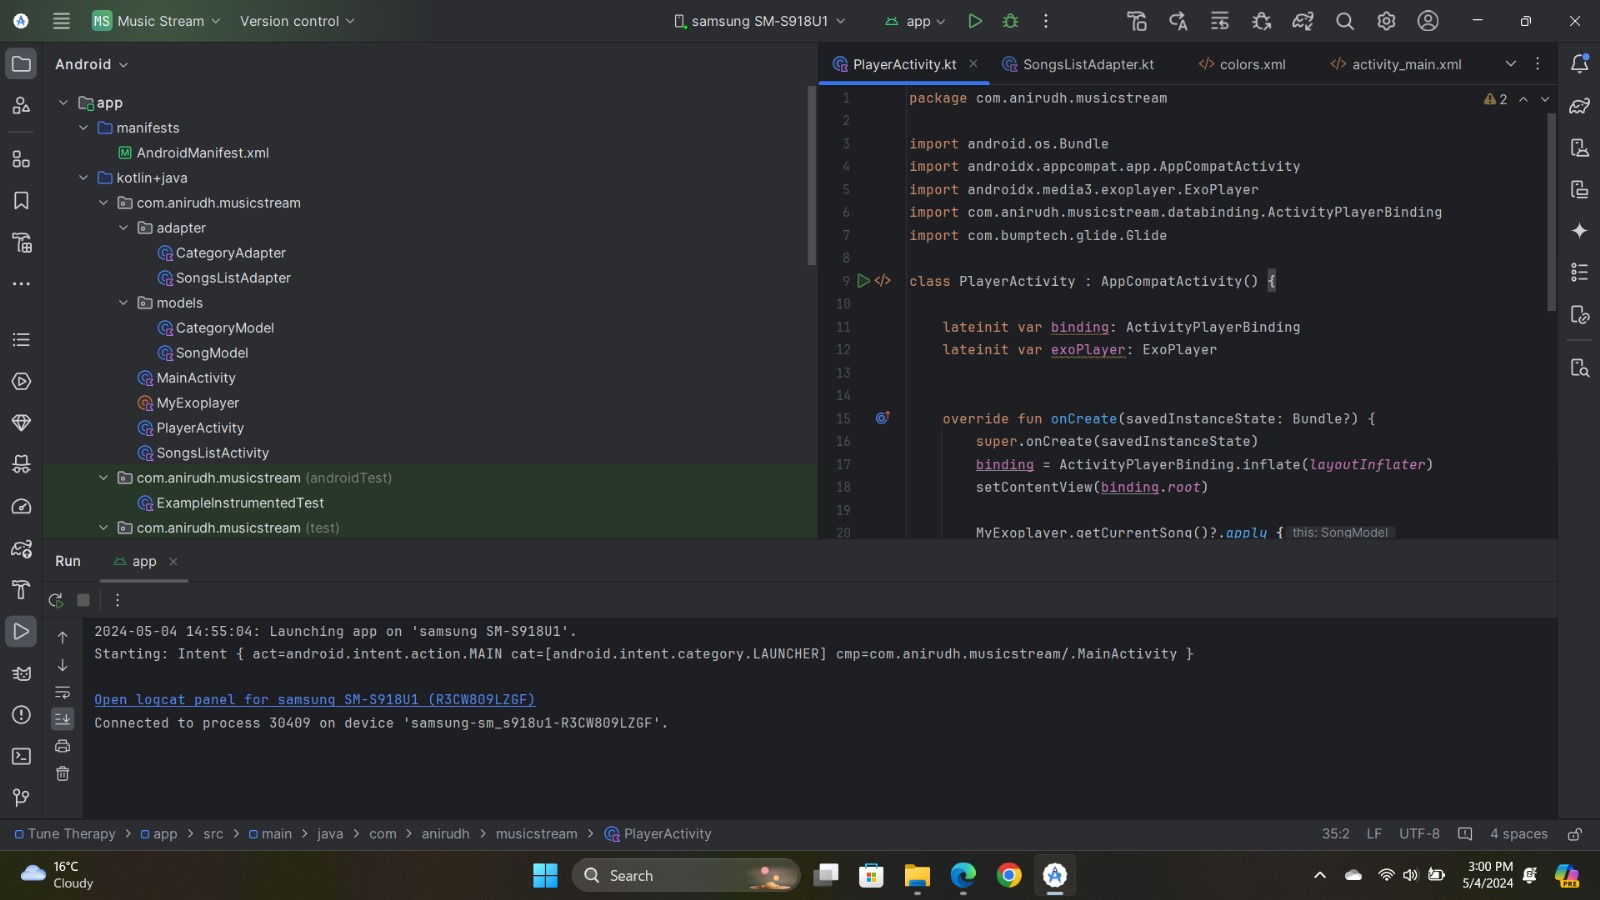 MS Music Stream Version control samsung SM-S918U1 app
Android
app
manifests
AndroidManifest.xml
kotlin+java
com.anirudh.musicstream
adapter
CategoryAdapter
SongsListAdapter
models
CategoryModel
SongModel
MainActivity
MyExoplayer
PlayerActivity
SongsListActivity
com.anirudh.musicstream (androidTest)
ExampleInstrumentedTest
com.anirudh.musicstream (test)
PlayerActivity.kt SongsListAdapter.kt colors.xml activity_main.xml
1 package com.anirudh.musicstream 2
2
3 import android.os.Bundle
4 import androidx.appcompat.app.AppCompatActivity
5 import androidx.media3.exoplayer.ExoPlayer
6 import com.anirudh.musicstream.databinding.ActivityPlayerBinding
7 import com.bumptech.glide.Glide
8
9 class PlayerActivity : AppCompatActivity() {
10
11 lateinit var binding: ActivityPlayerBinding
12 lateinit var exoPlayer: ExoPlayer
13
14
15 override fun onCreate(savedInstanceState: Bundle?) {
16 super.onCreate(savedInstanceState)
17 binding = ActivityPlayerBinding.inflate(layoutInflater)
18 setContentView(binding.root)
19
20 MyExoplayer.getCurrentSong()?.apply { this: SongModel
Run app
2024-05-04 14:55:04: Launching app on 'samsung SM-S918U1'.
Starting: Intent { act=android.intent.action.MAIN cat=[android.intent.category.LAUNCHER] cmp=com.anirudh.musicstream/.MainActivity }
Open logcat panel for samsung SM-S918U1 (R3CW809LZGF)
Connected to process 30409 on device 'samsung-sm_s918u1-R3CW809LZGF'.
Tune Therapy > app > src > main > java > com > anirudh > musicstream > PlayerActivity 35:2 LF UTF-8 4 spaces
16°C
Cloudy
Search
3:00 PM
5/4/2024
PRE